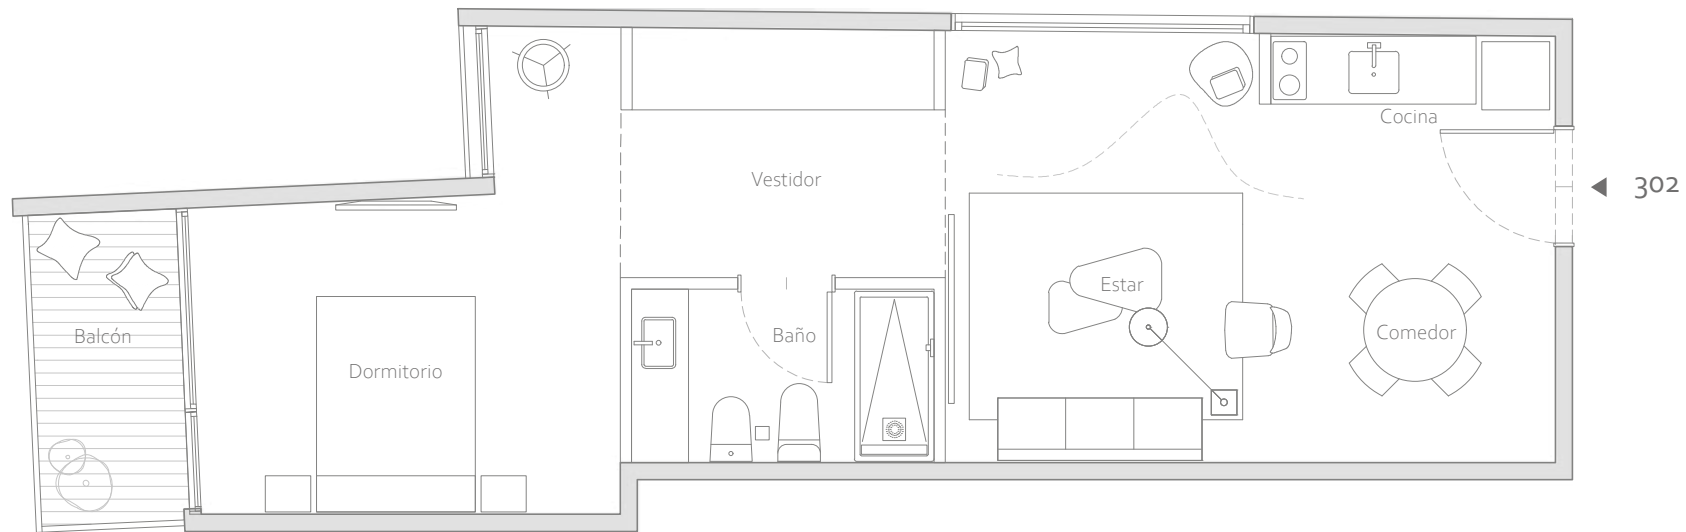 Cocina
Vestidor
302
Estar
Balcón
Baño
Comedor
Dormitorio